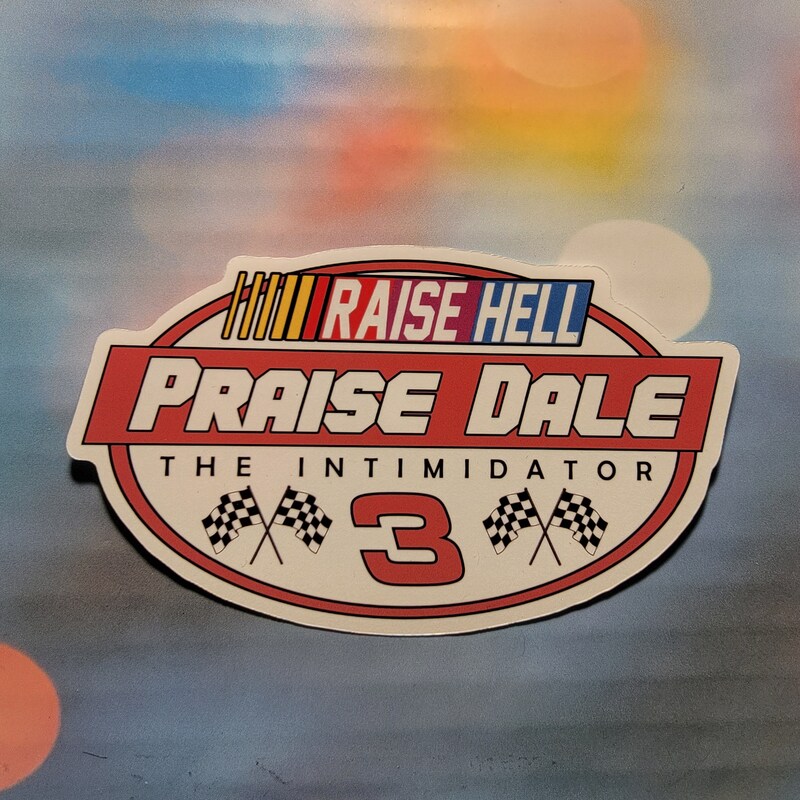 RAISE HELL
PRAISE DALE
THE INTIMIDATOR
3